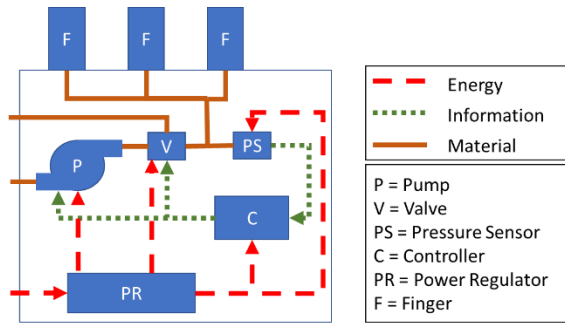 F F F
P V PS
C
PR
Energy
Information
Material
P = Pump
V = Valve
PS = Pressure Sensor
C = Controller
PR = Power Regulator
F = Finger